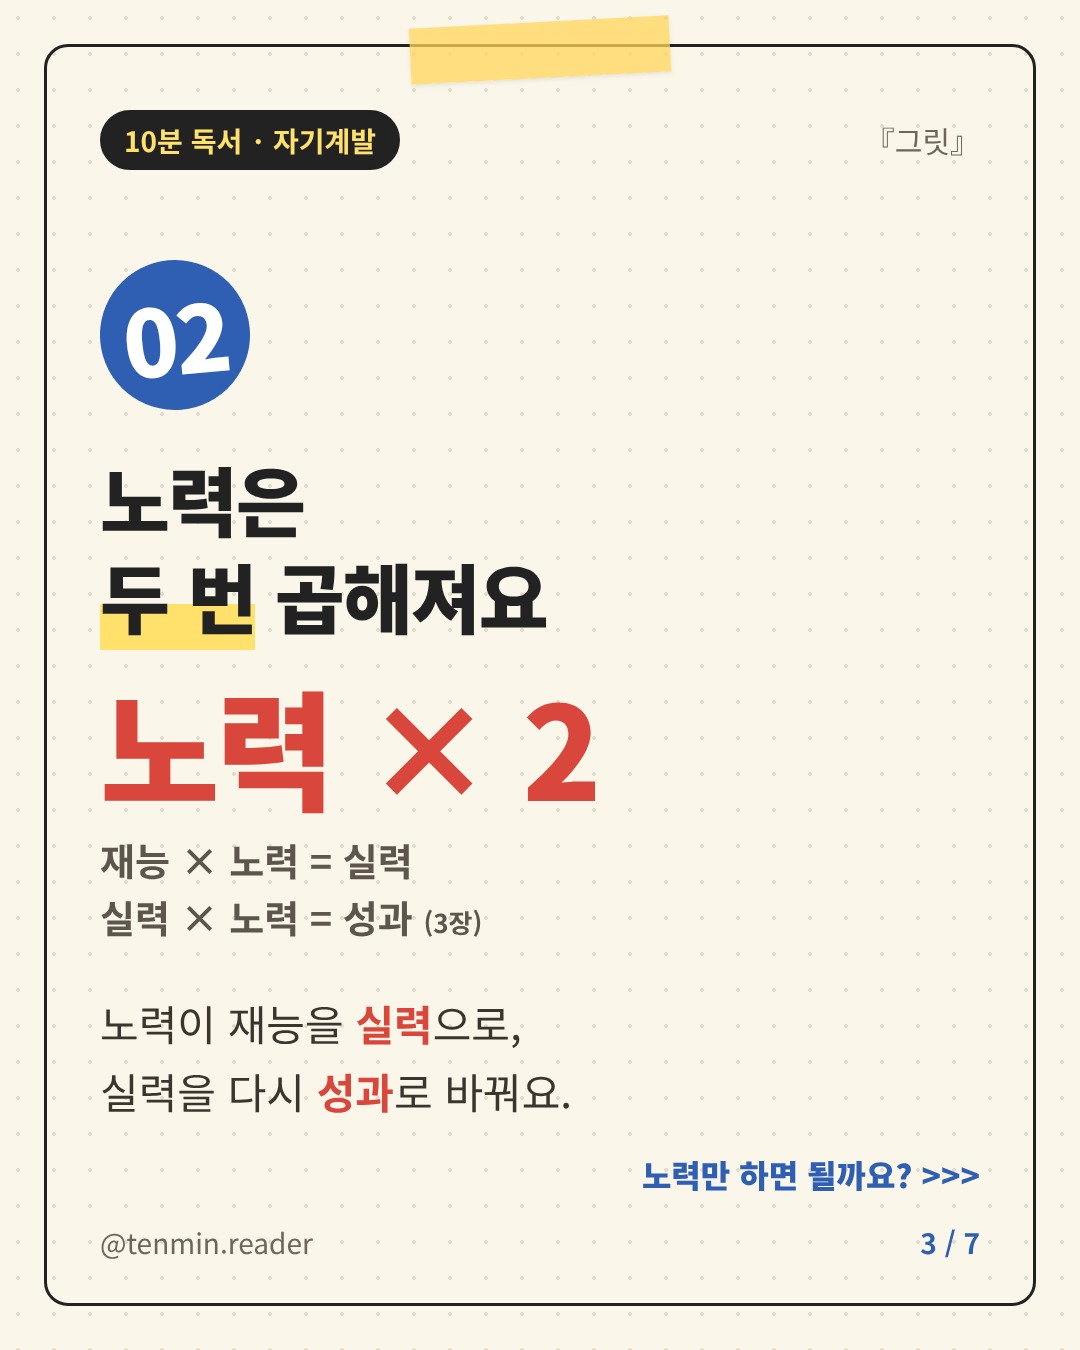 10분 독서 · 자기계발
『그릿』
02
노력은
두 번 곱해져요
노력 × 2
재능 × 노력 = 실력
실력 × 노력 = 성과 (3장)
노력이 재능을 실력으로,
실력을 다시 성과로 바꿔요.
노력만 하면 될까요? >>>
@tenmin.reader
3 / 7